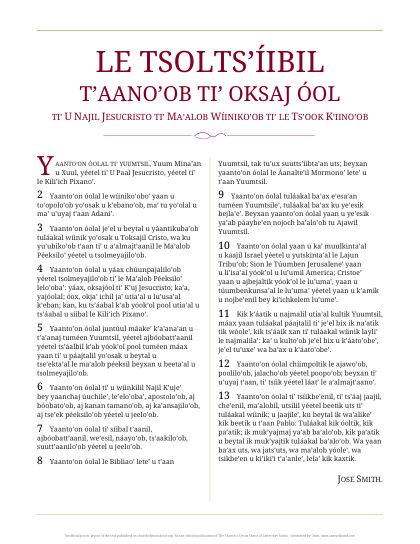 LE TSOLTS’ÍIBIL
T’AANO’OB TI’ OKSAJ ÓOL
TI’ U NAJIL JESUCRISTO TI’ MA’ALOB WÍINIKO’OB TI’ LE TS’OOK K’IINO’OB
YAANTO’ON ÓOLAL TI’ YUUMTSIL, Yuum Mina’an
u Xuul, yéetel ti’ U Paal Jesucristo, yéetel ti’
le Kili’ich Pixano’.
2 Yaanto’on óolal le wíiniko’obo’ yaan u
to’opolo’ob yo’osak u k’ebano’ob, ma’ tu yo’olal u
ma’ u’uyaj t’aan Adani’.
3 Yaanto’on óolal je’el u beytal u yáantikuba’ob
tuláakal wíinik yo’osak u Toksajil Cristo, wa ku
yu’ubiko’ob t’aan ti’ u a’almajt’aanil le Ma’alob
Péeksilo’ yéetel u tsolmeyajilo’ob.
4 Yaanto’on óolal u yáax chúunpajalilo’ob
yéetel tsolmeyajilo’ob ti’ le Ma’alob Péeksilo’
lelo’oba’: yáax, oksajóol ti’ K’uj Jesucristo; ka’a,
yajóolal; óox, okja’ ichil ja’ utia’al u lu’usa’al
k’eban; kan, ku ts’áabal k’ab yóok’ol pool utia’al u
ts’áabal u síibal le Kili’ich Pixano’.
5 Yaanto’on óolal juntúul máake’ k’a’ana’an u
t’a’anaj tuméen Yuumtsil, yéetel ajbóobatt’aanil
yéetel ts’aabil k’ab yook’ol pool tuméen máax
yaan ti’ u páajtalil yo’osak u beytal u
tse’ekta’al le ma’alob péeksil beyxan u beeta’al u
tsolmeyajilo’ob.
6 Yaanto’on óolal ti’ u wúunkilil Najil K’uje’
bey yaanchaj úuchile’, le’elo’oba’, apostolo’ob, aj
bóobato’ob, aj kanan tamano’ob, aj ka’ansajilo’ob,
aj tse’ek péeksilo’ob yéetel u jeelo’ob.
7 Yaanto’on óolal ti’ síibal t’aanil,
ajbóobatt’aanil, we’esil, náayo’ob, ts’aakilo’ob,
suutt’aanilo’ob yéetel u jeelo’ob.
8 Yaanto’on óolal le Bibliao’ lete’ u t’aan
Yuumtsil, tak tu’ux suutts’íibta’an uts; beyxan
yaanto’on óolal le Áanalte’il Mormono’ lete’ u
t’aan Yuumtsil.
9 Yaanto’on óolal tuláakal ba’ax e’esa’an
tuméen Yuumtsile’, tuláakal ba’ax ku ye’esik
bejla’e’. Beyxan yaanto’on óolal yaan u ye’esik
ya’ab páaybe’en nojoch ba’alo’ob tu Ajawil
Yuumtsil.
10 Yaanto’on óolal yaan u ka’ muulkinta’al
u kaajil Israel yéetel u yutskinta’al le Lajun
Tribu’ob: Sion le Túumben Jerusalene’ yaan
u li’isa’al yóok’ol u lu’umil America; Cristoe’
yaan u ajbejaltik yóok’ol le lu’uma’, yaan u
túumbenkunsa’al le lu’uma’ yéetel yaan u k’amik
u nojbe’enil bey ki’ichkelem lu’uma’.
11 Kik k’áatik u najmalil utia’al kultik Yuumtsil,
máax yaan tuláakal páajtalil ti’ je’el bix ik na’atik
tik wóole’, kik ts’áaik xan ti’ tuláakal wíinik layli’
le najmalila’: ka’ u kulto’ob je’el bix u k’áato’obe’,
je’el tu’uxe’ wa ba’ax u k’áato’obe’.
12 Yaanto’on óolal chíimpoltik le ajawo’ob,
poolilo’ob, jalacho’ob yéetel poopo’ob; beyxan ti’
u’uyaj t’aan, ti’ tsíik yéetel láat’ le a’almajt’aano’.
13 Yaanto’on óolal ti’ tsíikbe’enil, ti’ ts’áaj jaajil,
che’enil, ma’alobil, utsilil yéetel beetik uts ti’
tuláakal wíinik; u jaajile’, ku beytal ik wa’alike’
kik beetik u t’aan Pablo: Tuláakal kik óoltik, kik
pa’atik; ik muk’yajmaj ya’ab ba’alo’ob, kik pa’atik
u beytal ik muk’yajtik tuláakal ba’alo’ob. Wa yaan
ba’ax uts, wa jats’uts, wa ma’alob yóole’, wa
tsikbe’en u k’iik’i’t t’a’anle’, lela’ kik kaxtik.
JOSE SMITH.